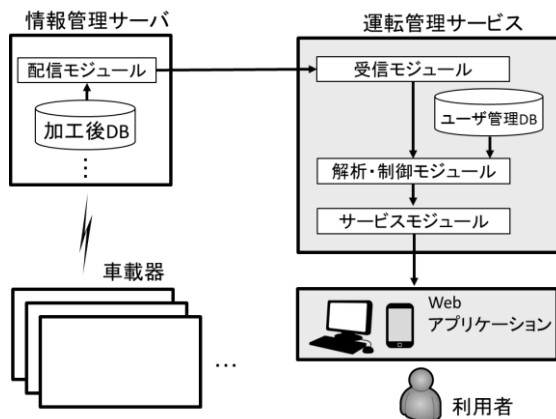 情報管理サーバ
配信モジュール
加工後DB
⋮
車載器
…
運転管理サービス
受信モジュール
ユーザ管理DB
解析・制御モジュール
サービスモジュール
Web
アプリケーション
利用者